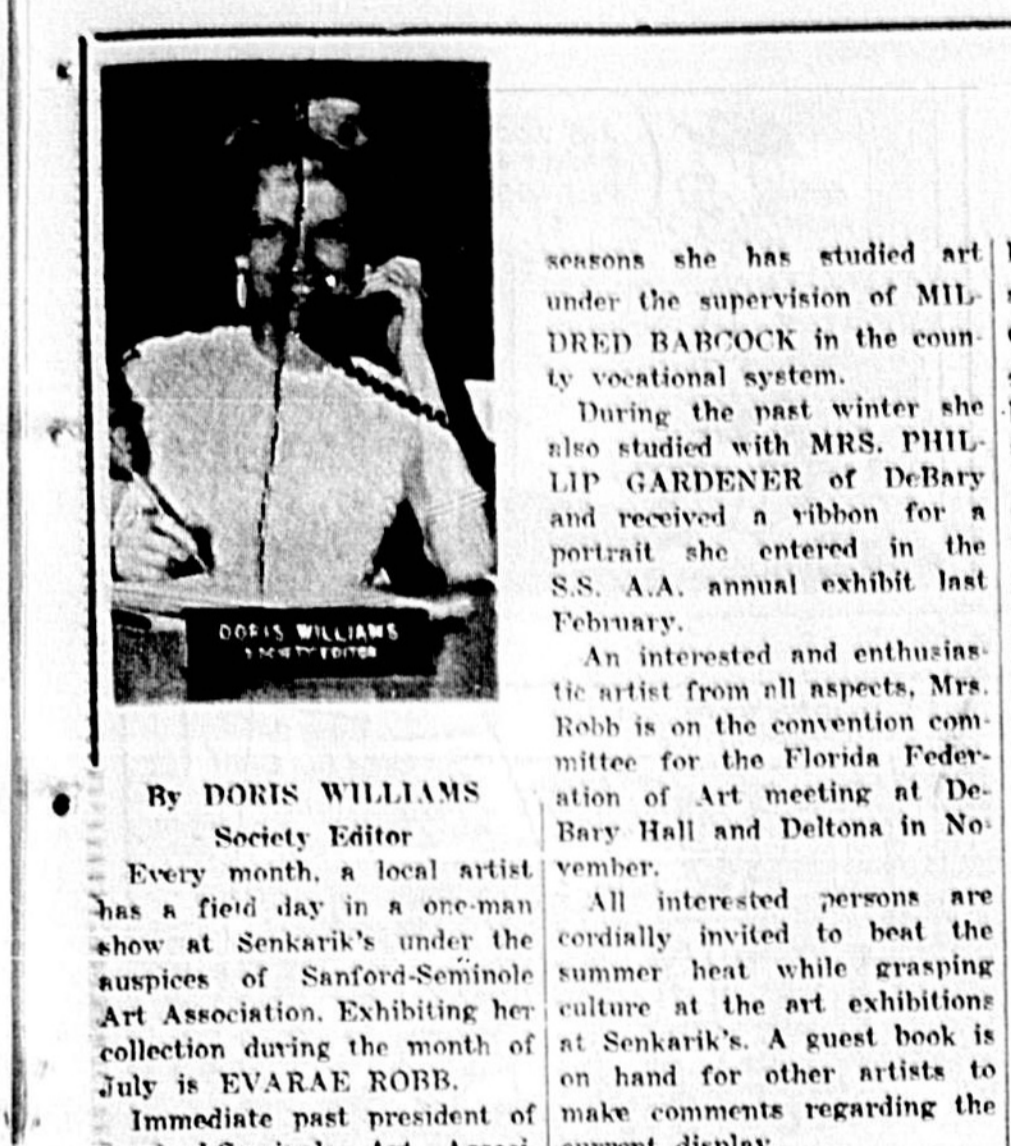 DORIS WILLIAMS
SOCIETY EDITOR
By DORIS WILLIAMS
Society Editor
Every month, a local artist
has a field day in a one-man
show at Senkarik's under the
auspices of Sanford-Seminole
Art Association. Exhibiting her
collection during the month of
July is EVARAE ROBB.
Immediate past president of
Art
seasons she has studied art
under the supervision of MIL-
DRED BABCOCK in the coun-
ty vocational system.
During the past winter she
also studied with MRS. PHIL-
LIP GARDENER of DeBary
and received a ribbon for a
portrait she entered in the
S.S. A.A. annual exhibit last
February.
An interested and enthusias-
tic artist from all aspects, Mrs.
Robb is on the convention com-
mittee for the Florida Feder-
ation of Art meeting at De-
Bary Hall and Deltona in No-
vember.
All interested persons are
cordially invited to beat the
summer heat while grasping
culture at the art exhibitions
at Senkarik's. A guest book is
on hand for other artists to
make comments regarding the
current display